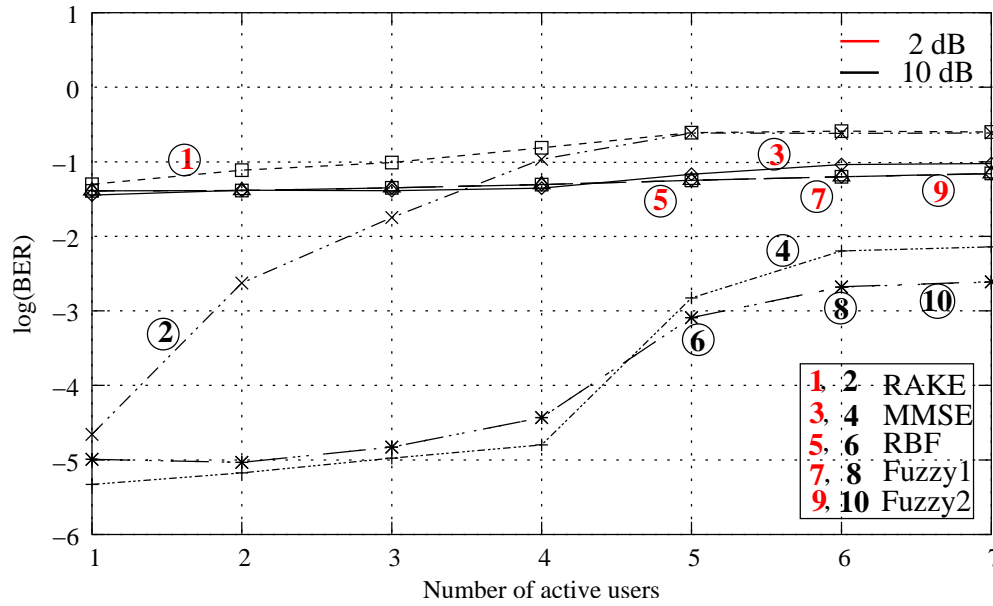 1
2 dB
10 dB
0
1
−1
3
5
7
9
−2
4
log(BER)
−3
2
8
10
6
−4
1, 2 RAKE
3, 4 MMSE
5, 6 RBF
7, 8 Fuzzy1
9, 10 Fuzzy2
−5
−6
1 2 3 4 5 6 7
Number of active users